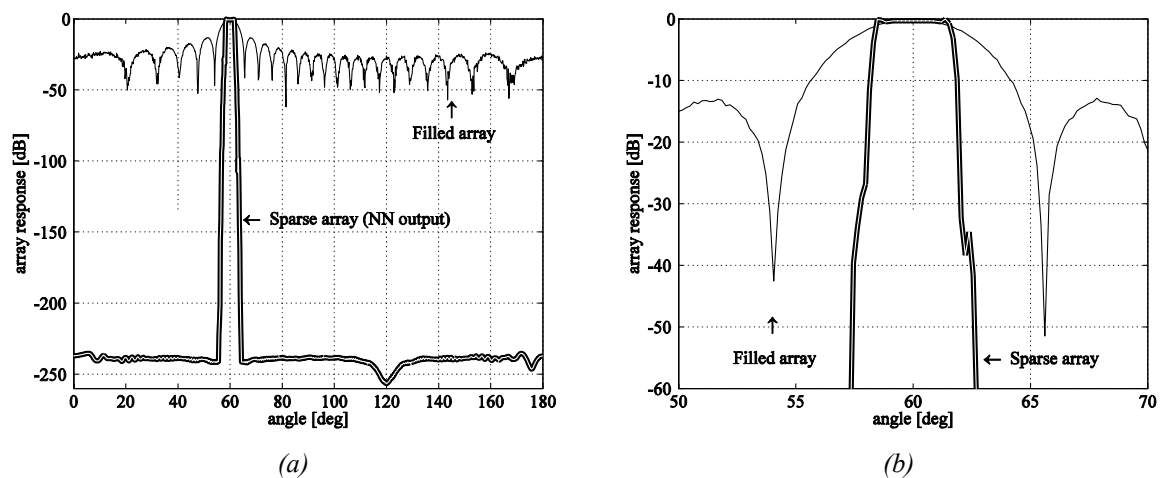 0
-50
-100
-150
-200
-250
array response [dB]
0 20 40 60 80 100 120 140 160 180
angle [deg]
Filled array
Sparse array (NN output)
(a)
0
-10
-20
-30
-40
-50
-60
array response [dB]
50 55 60 65 70
angle [deg]
Filled array
Sparse array
(b)